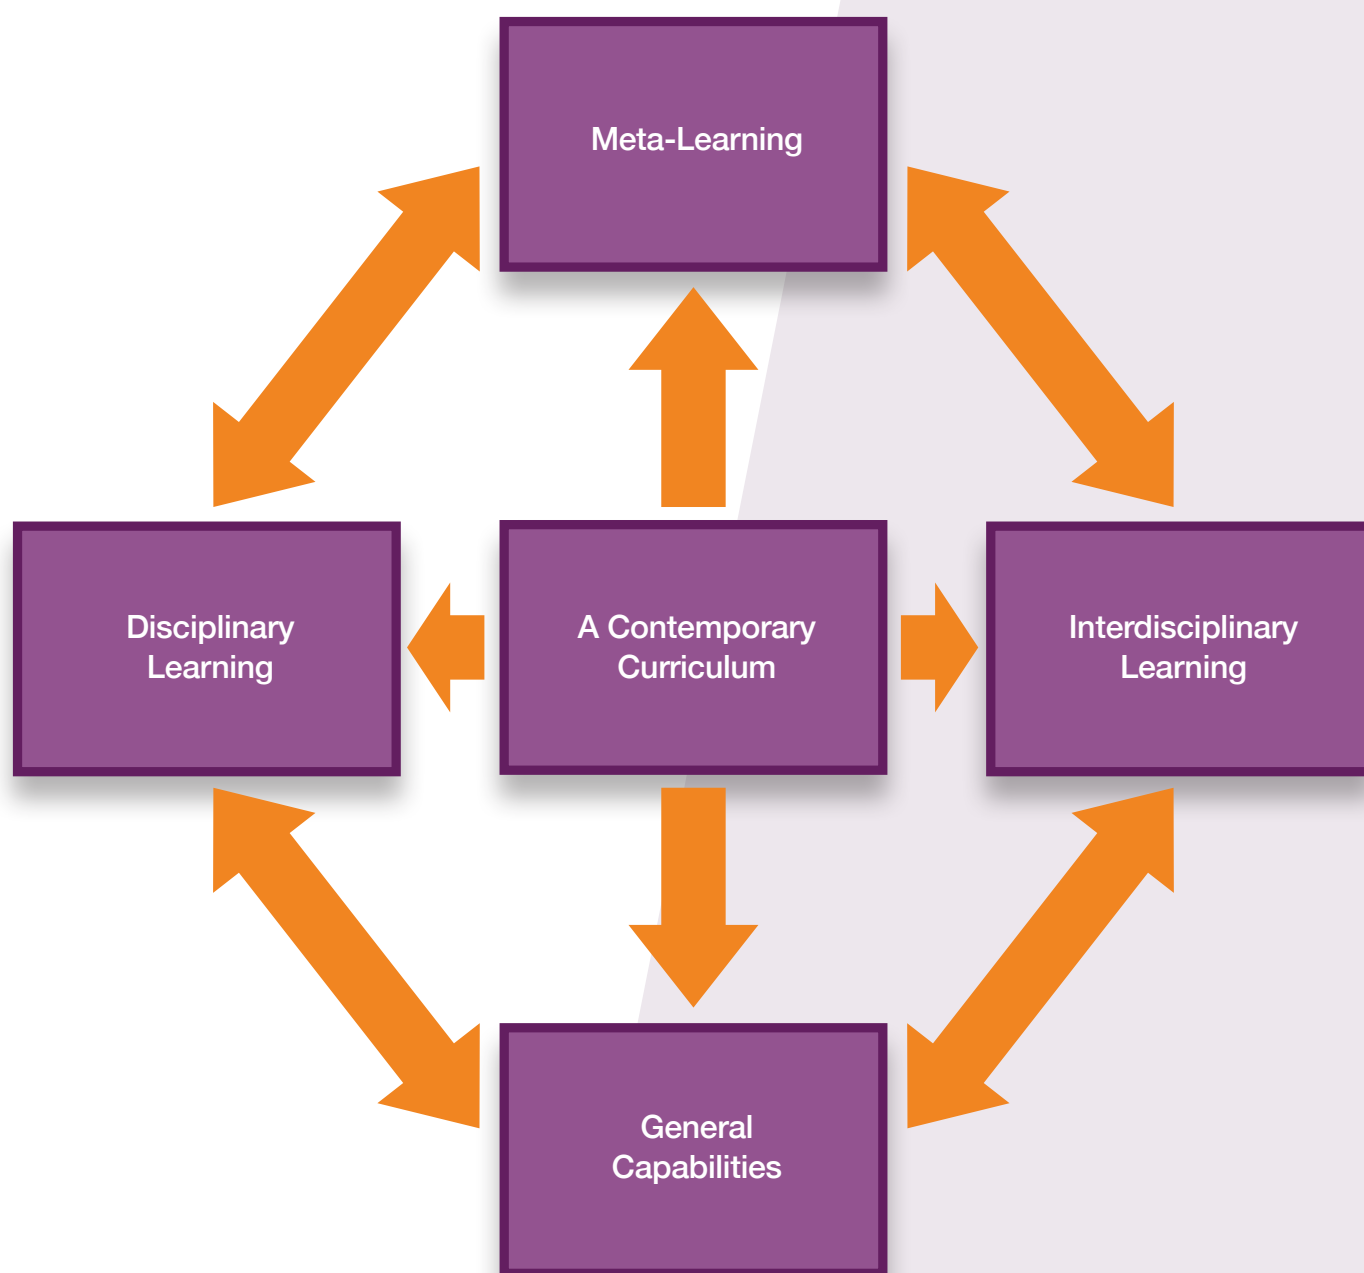 Meta-Learning
Disciplinary
Learning
A Contemporary
Curriculum
Interdisciplinary
Learning
General
Capabilities